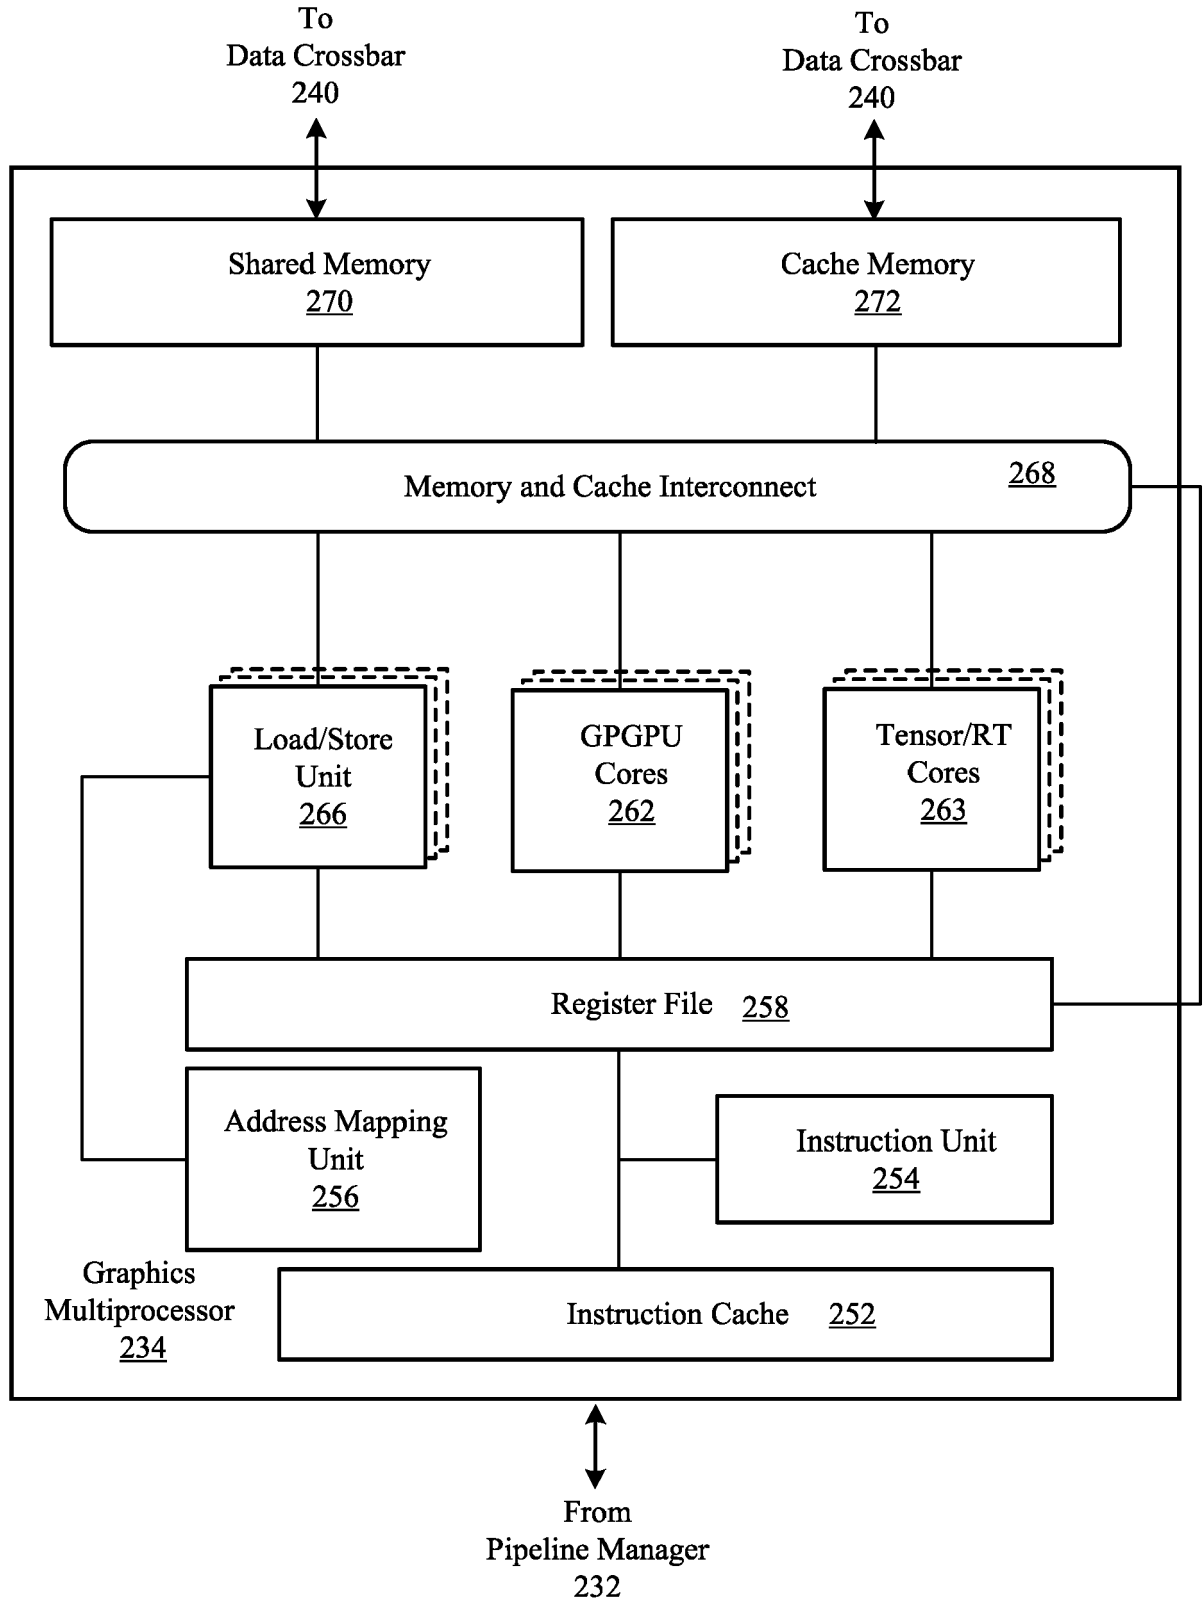 To
Data Crossbar
240
To
Data Crossbar
240
Shared Memory
270
Cache Memory
272
Memory and Cache Interconnect 268
Load/Store
Unit
266
GPGPU
Cores
262
Tensor/RT
Cores
263
Register File 258
Address Mapping
Unit
256
Instruction Unit
254
Graphics
Multiprocessor
234
Instruction Cache 252
From
Pipeline Manager
232